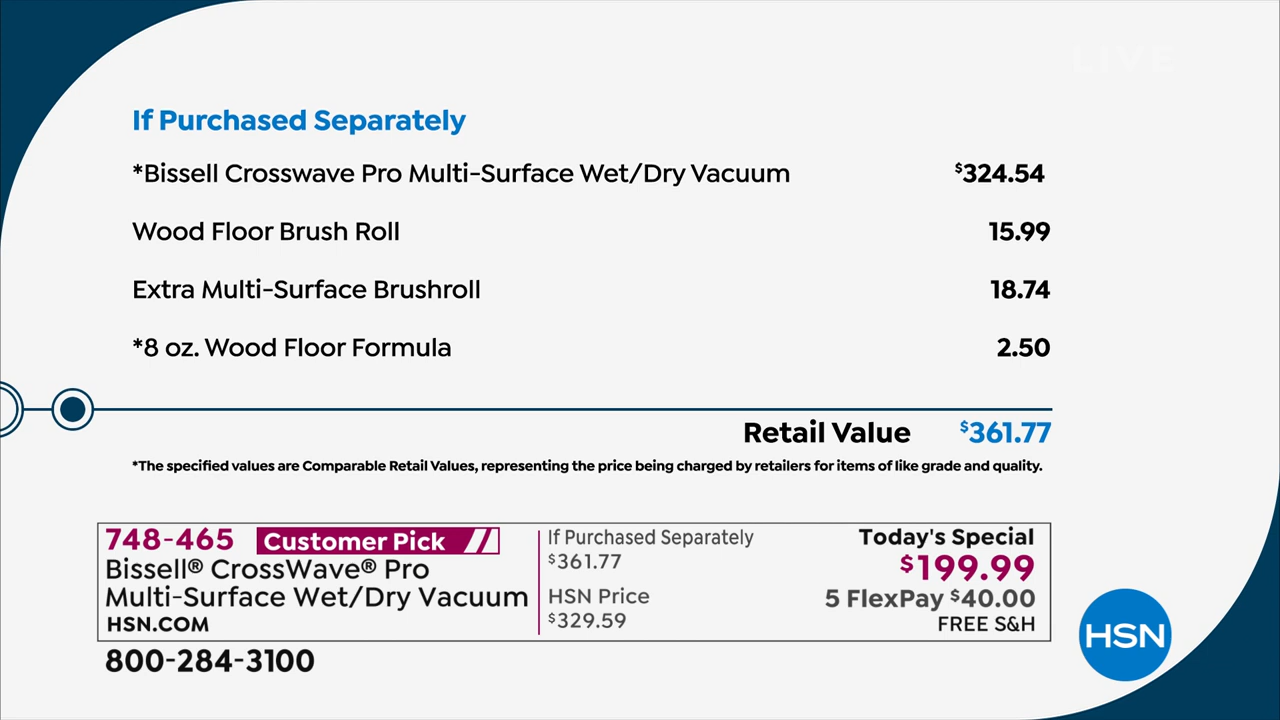 LIVE
If Purchased Separately
*Bissell Crosswave Pro Multi-Surface Wet/Dry Vacuum $324.54
Wood Floor Brush Roll 15.99
Extra Multi-Surface Brushroll 18.74
*8 oz. Wood Floor Formula 2.50
Retail Value $361.77
*The specified values are Comparable Retail Values, representing the price being charged by retailers for items of like grade and quality.
748-465 Customer Pick
Bissell® CrossWave® Pro
Multi-Surface Wet/Dry Vacuum
HSN.COM
If Purchased Separately
$361.77
HSN Price
$329.59
Today's Special
$199.99
5 FlexPay $40.00
FREE S&H
HSN
800-284-3100